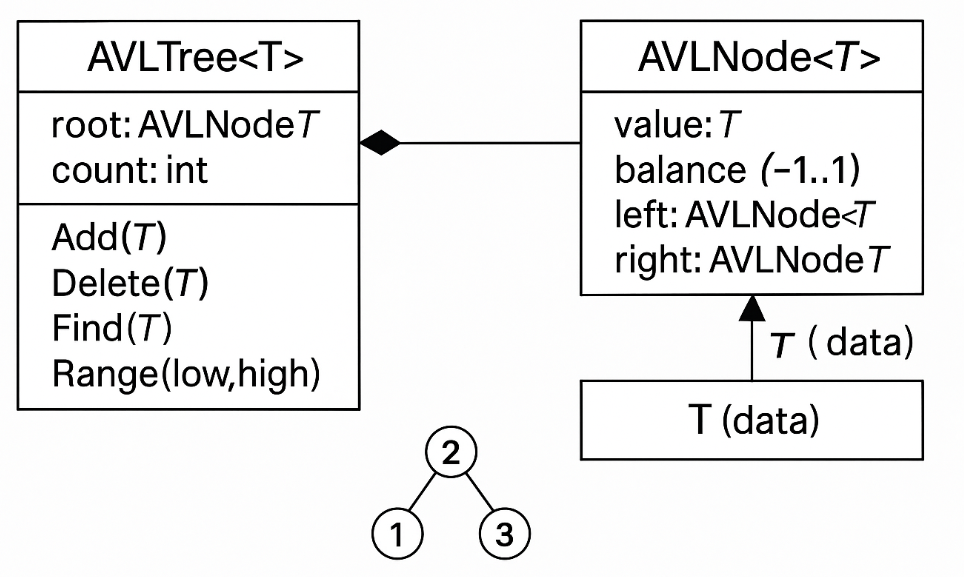 AVLTree<T>
root: AVLNodeT
count: int
Add(T)
Delete(T)
Find(T)
Range(low,high)
AVLNode<T>
value: T
balance (–1..1)
left: AVLNode<T
right: AVLNodeT
T ( data)
T (data)
2
1
3